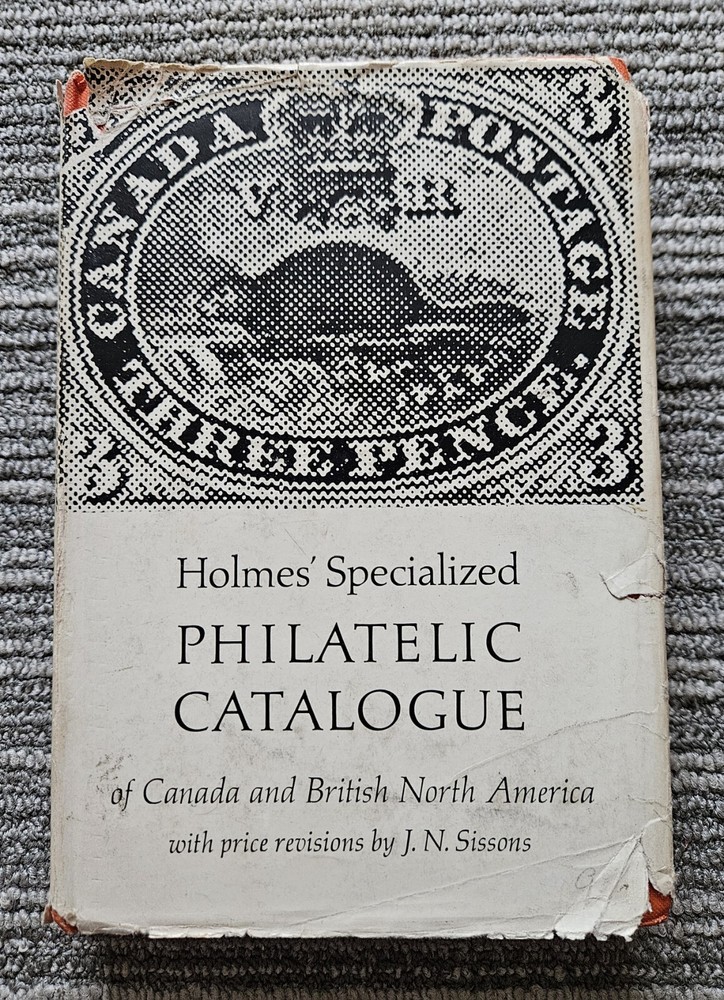 CANADA POSTAGE
THREE PENCE.
V R
3
3 3
Holmes' Specialized
PHILATELIC
CATALOGUE
of Canada and British North America
with price revisions by J. N. Sissons